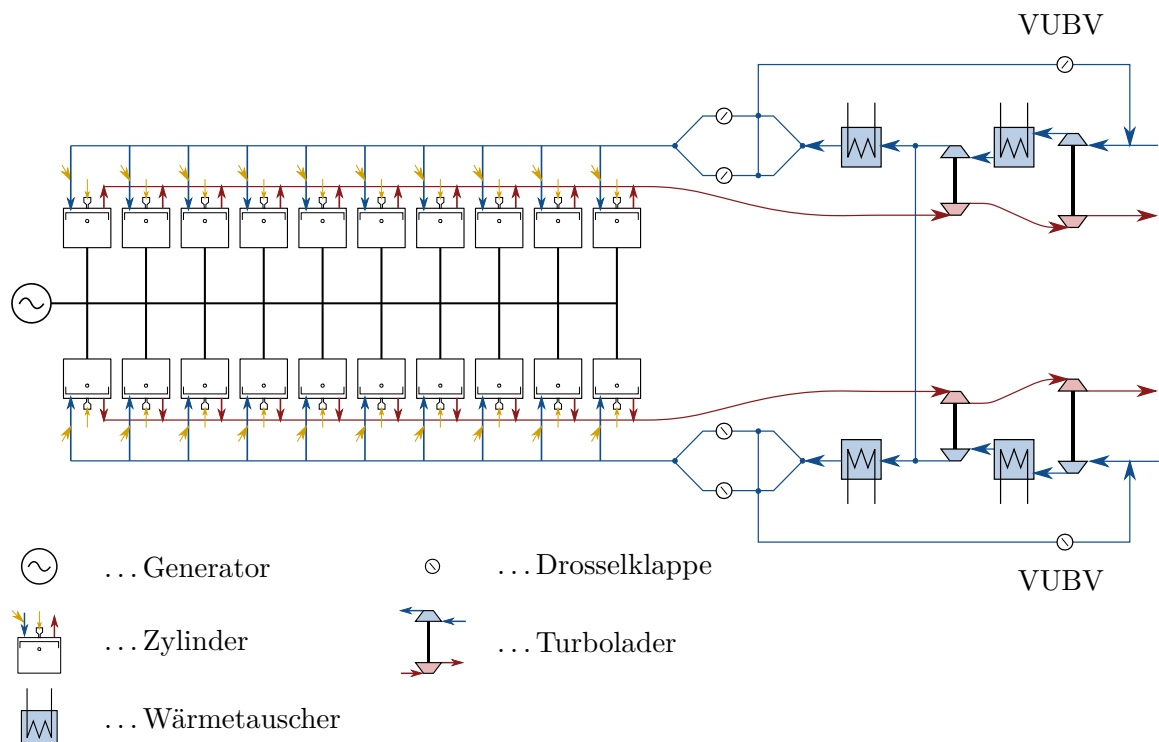 VUBV
... Generator
... Drosselklappe
VUBV
... Zylinder
... Turbolader
... Wärmetauscher